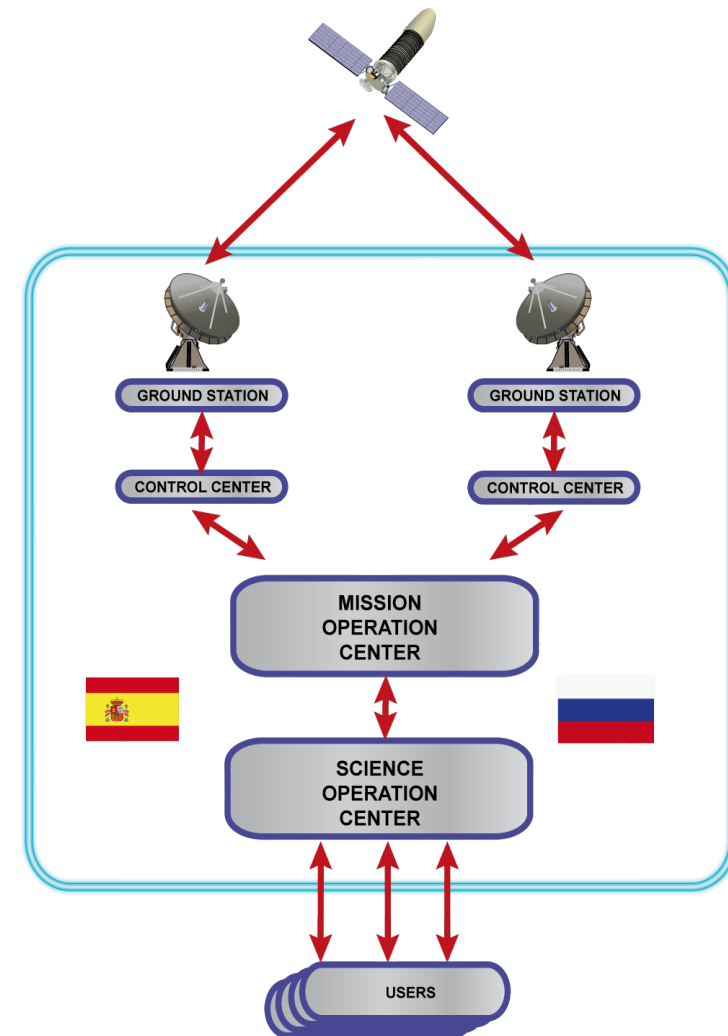 GROUND STATION
GROUND STATION
CONTROL CENTER
CONTROL CENTER
MISSION
OPERATION
CENTER
SCIENCE
OPERATION
CENTER
USERS